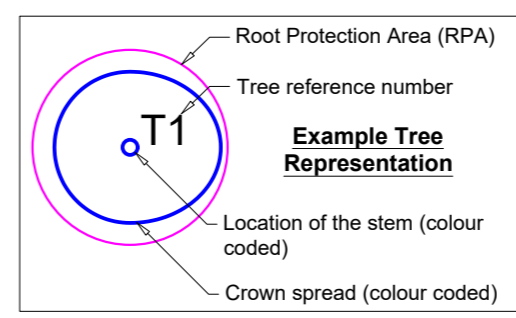 Root Protection Area (RPA)
Tree reference number
T1
Example Tree
Representation
Location of the stem (colour
coded)
Crown spread (colour coded)